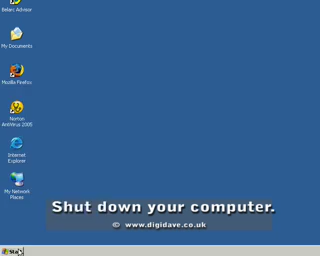 Belarc Advisor
My Documents
Mozilla Firefox
Norton
AntiVirus 2005
Internet
Explorer
My Network
Places
Shut down your computer.
© www.digidave.co.uk
Start